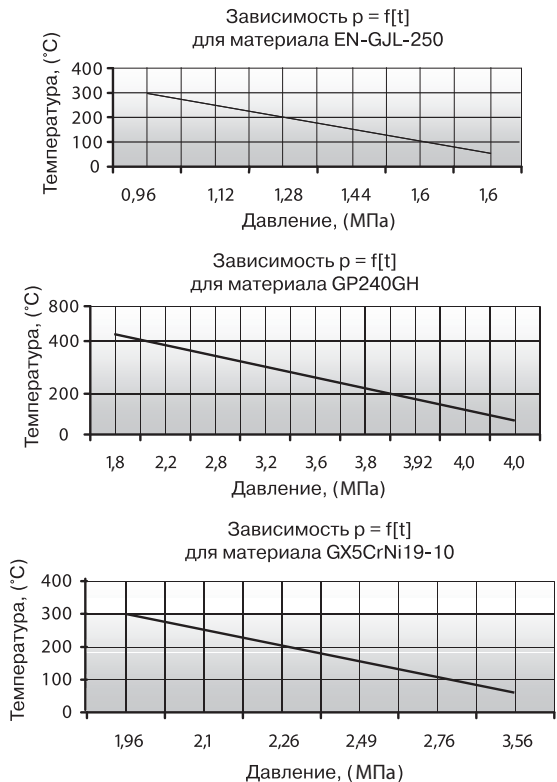 Зависимость p = f[t]
для материала EN-GJL-250
Температура, (°C)
400
300
200
100
0
0,96 1,12 1,28 1,44 1,6 1,6
Давление, (МПа)
Зависимость p = f[t]
для материала GP240GH
Температура, (°C)
800
400
200
0
1,8 2,2 2,8 3,2 3,6 3,8 3,92 4,0 4,0
Давление, (МПа)
Зависимость p = f[t]
для материала GX5CrNi19-10
Температура, (°C)
400
300
200
100
0
1,96 2,1 2,26 2,49 2,76 3,56
Давление, (МПа)